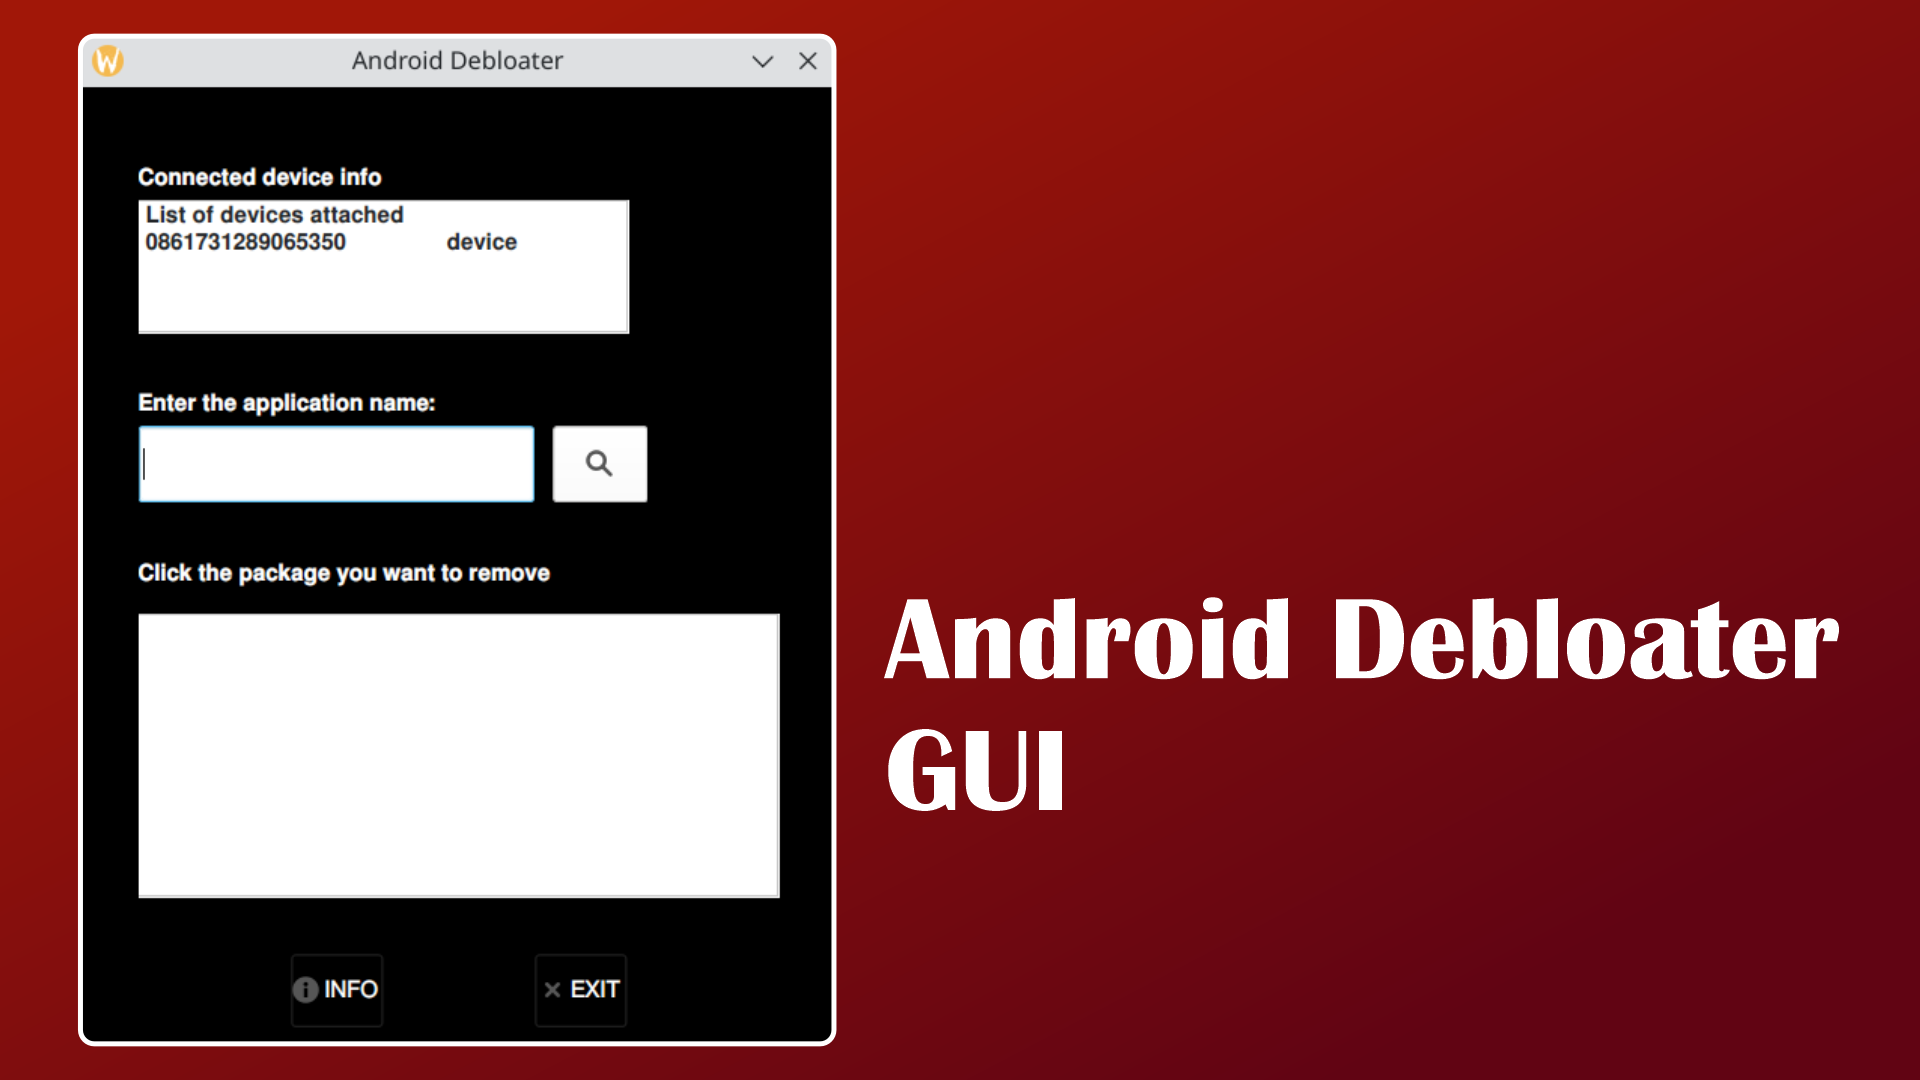 Android Debloater
Connected device info
List of devices attached
0861731289065350 device
Enter the application name:
Click the package you want to remove
INFO
EXIT
Android Debloater
GUI